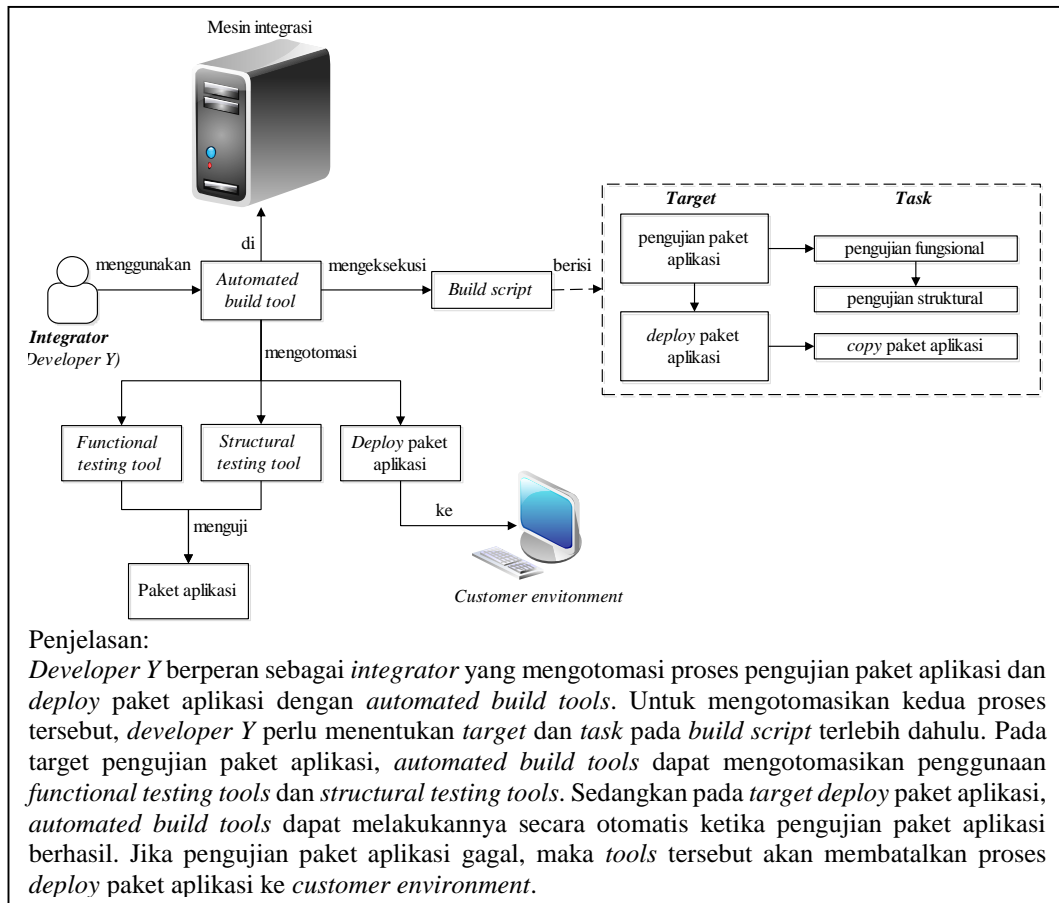 Mesin integrasi
Target
Task
pengujian paket
aplikasi
pengujian fungsional
di
menggunakan
mengeksekusi
berisi
Automated
build tool
Build script
pengujian struktural
Integrator
Developer Y)
mengotomasi
deploy paket
aplikasi
copy paket aplikasi
Functional
testing tool
Structural
testing tool
Deploy paket
aplikasi
ke
menguji
Paket aplikasi
Customer envitonment
Penjelasan:
Developer Y berperan sebagai integrator yang mengotomasi proses pengujian paket aplikasi dan
deploy paket aplikasi dengan automated build tools. Untuk mengotomasikan kedua proses
tersebut, developer Y perlu menentukan target dan task pada build script terlebih dahulu. Pada
target pengujian paket aplikasi, automated build tools dapat mengotomasikan penggunaan
functional testing tools dan structural testing tools. Sedangkan pada target deploy paket aplikasi,
automated build tools dapat melakukannya secara otomatis ketika pengujian paket aplikasi
berhasil. Jika pengujian paket aplikasi gagal, maka tools tersebut akan membatalkan proses
deploy paket aplikasi ke customer environment.